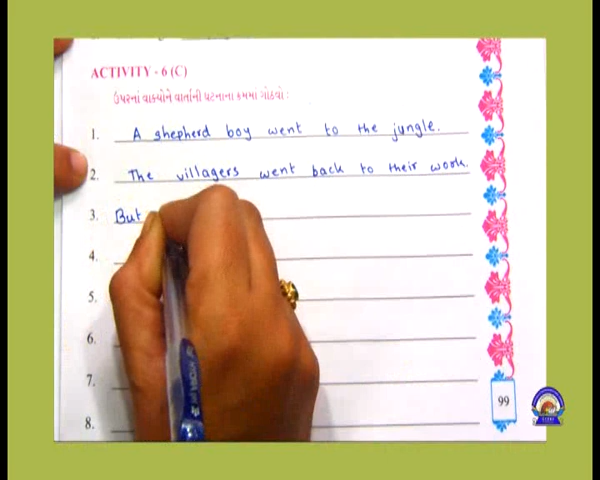 ACTIVITY - 6 (C)
ઉપરનાં વાક્યોને વાર્તાની ઘટનાના ક્રમમાં ગોઠવો :
1. A shepherd boy went to the jungle.
2. The villagers went back to their work.
3. But
4.
5.
6.
7.
8.
99